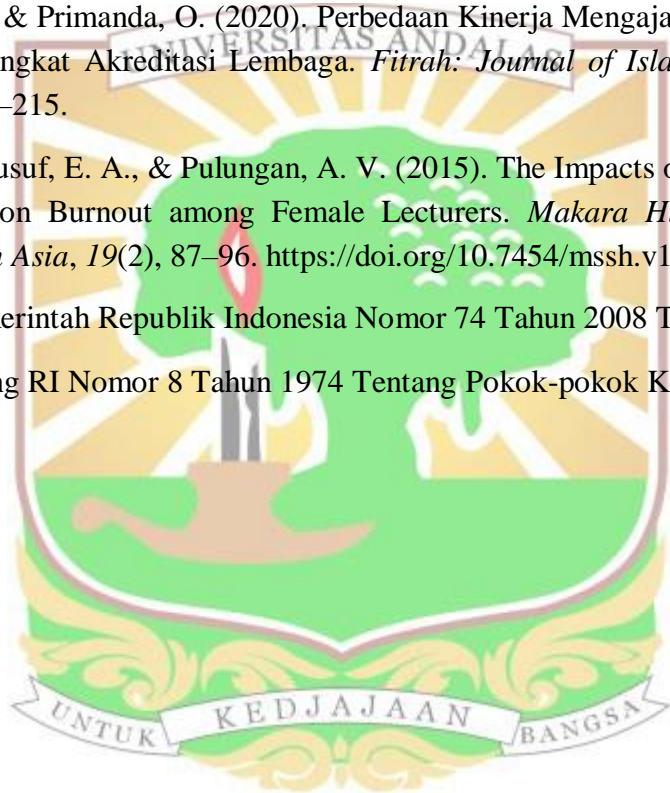 & Primanda, O. (2020). Perbedaan Kinerja Mengaja
UNIVERSITAS ANDALAS
ngkat Akreditasi Lembaga. Fitrah: Journal of Isla
–215.
usuf, E. A., & Pulungan, A. V. (2015). The Impacts o
on Burnout among Female Lecturers. Makara H
Asia, 19(2), 87–96. https://doi.org/10.7454/mssh.v1
erintah Republik Indonesia Nomor 74 Tahun 2008 T
g RI Nomor 8 Tahun 1974 Tentang Pokok-pokok K
UNTUK KEDJAJAAN BANGSA